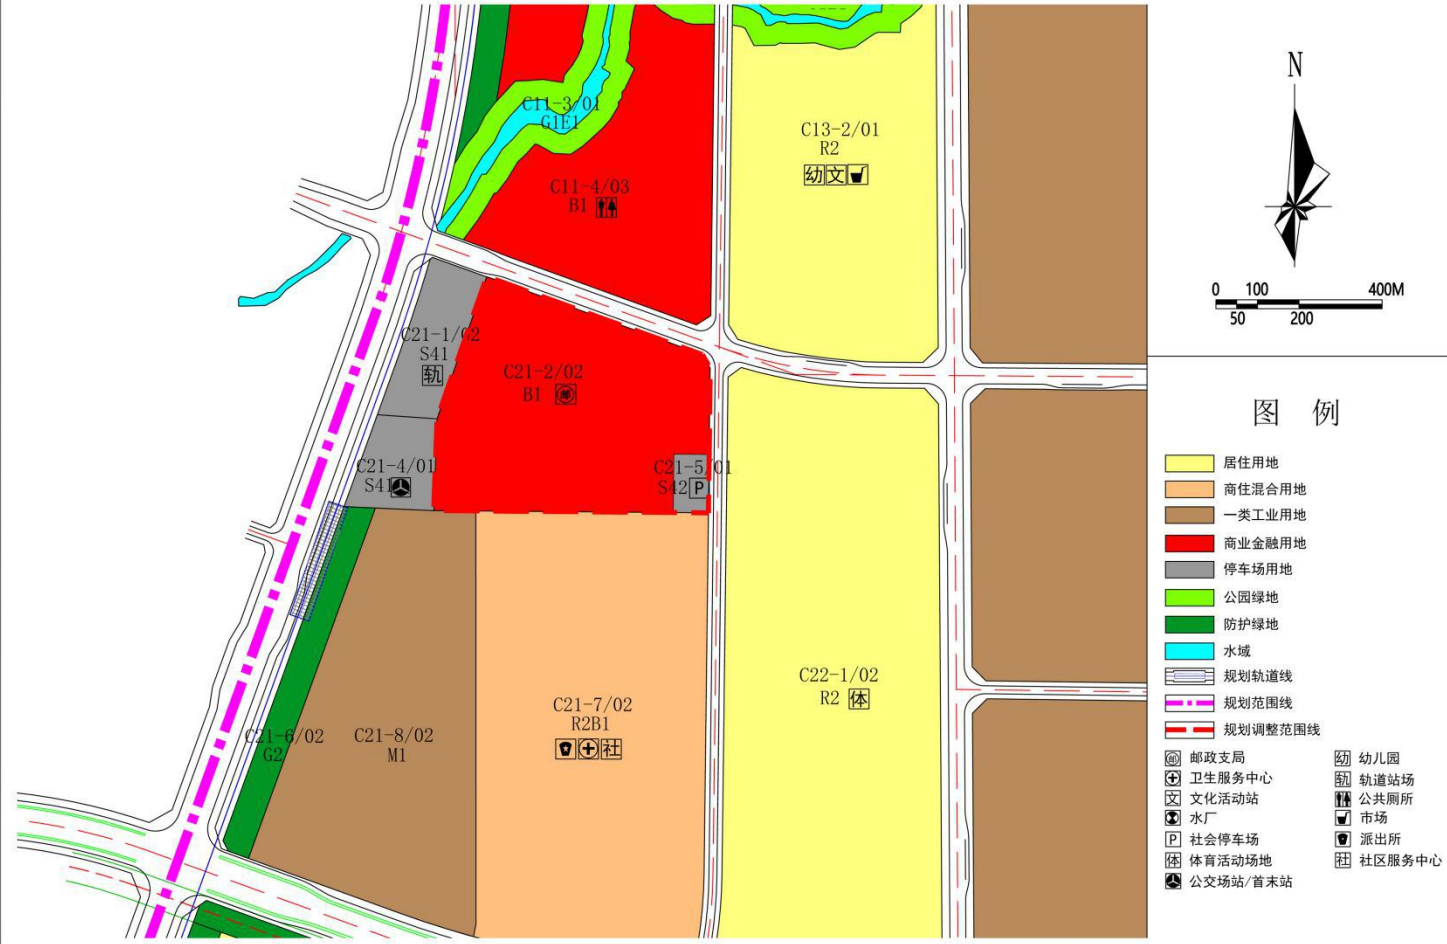 C11-3/01
G1E1
C11-4/03
B1
C13-2/01
R2
幼 文
C21-1/02
S41
轨
C21-2/02
B1 邮
C21-4/01
S41
C21-5/01
S42 P
C22-1/02
R2 体
C21-7/02
R2B1
社
C21-6/02
G2
C21-8/02
M1
N
0 100 400M
50 200
图 例
居住用地
商住混合用地
一类工业用地
商业金融用地
停车场用地
公园绿地
防护绿地
水域
规划轨道线
规划范围线
规划调整范围线
邮 邮政支局
卫生服务中心
文 文化活动站
水厂
P 社会停车场
体 体育活动场地
公交场站/首末站
幼 幼儿园
轨 轨道站场
公共厕所
市场
派出所
社 社区服务中心